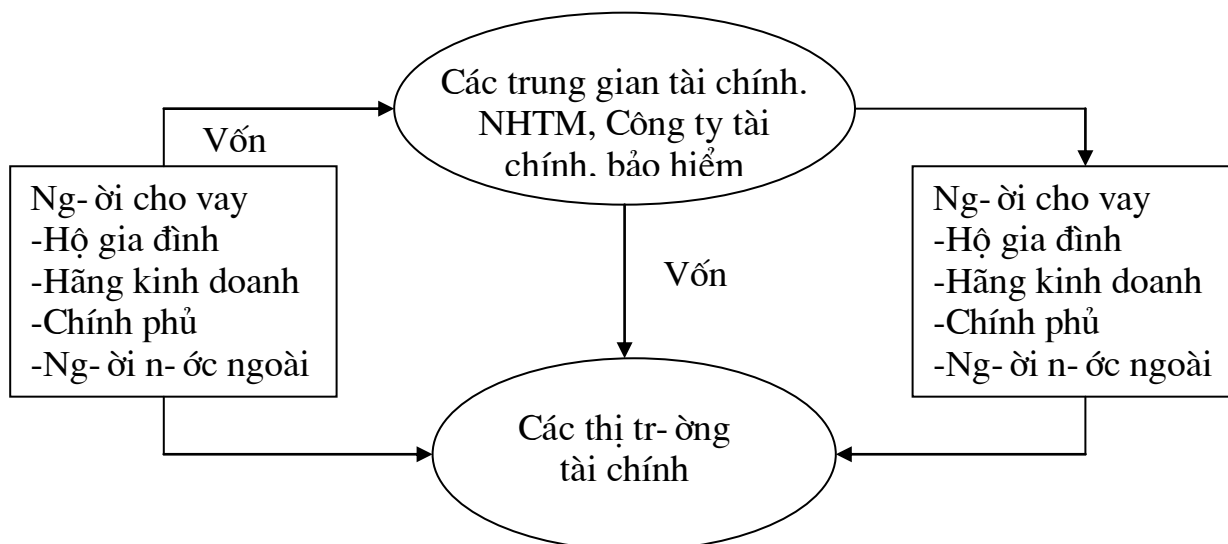 Các trung gian tài chính.
NHTM, Công ty tài
chính, bảo hiểm
Vốn
Ng- ời cho vay
-Hộ gia đình
-Hãng kinh doanh
-Chính phủ
-Ng- ời n- ớc ngoài
Vốn
Ng- ời cho vay
-Hộ gia đình
-Hãng kinh doanh
-Chính phủ
-Ng- ời n- ớc ngoài
Các thị tr- ờng
tài chính